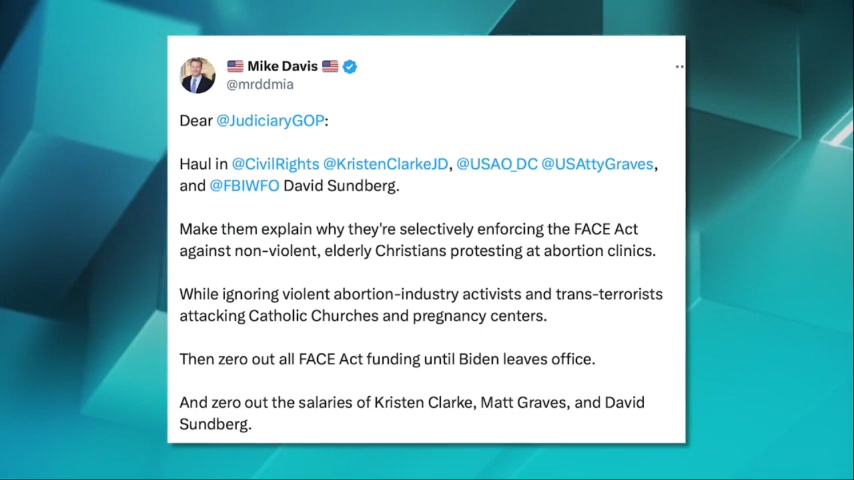 🇺🇸 Mike Davis 🇺🇸
@mrddmia
Dear @JudiciaryGOP:
Haul in @CivilRights @KristenClarkeJD, @USAO_DC @USAttyGraves,
and @FBIWFO David Sundberg.
Make them explain why they're selectively enforcing the FACE Act
against non-violent, elderly Christians protesting at abortion clinics.
While ignoring violent abortion-industry activists and trans-terrorists
attacking Catholic Churches and pregnancy centers.
Then zero out all FACE Act funding until Biden leaves office.
And zero out the salaries of Kristen Clarke, Matt Graves, and David
Sundberg.